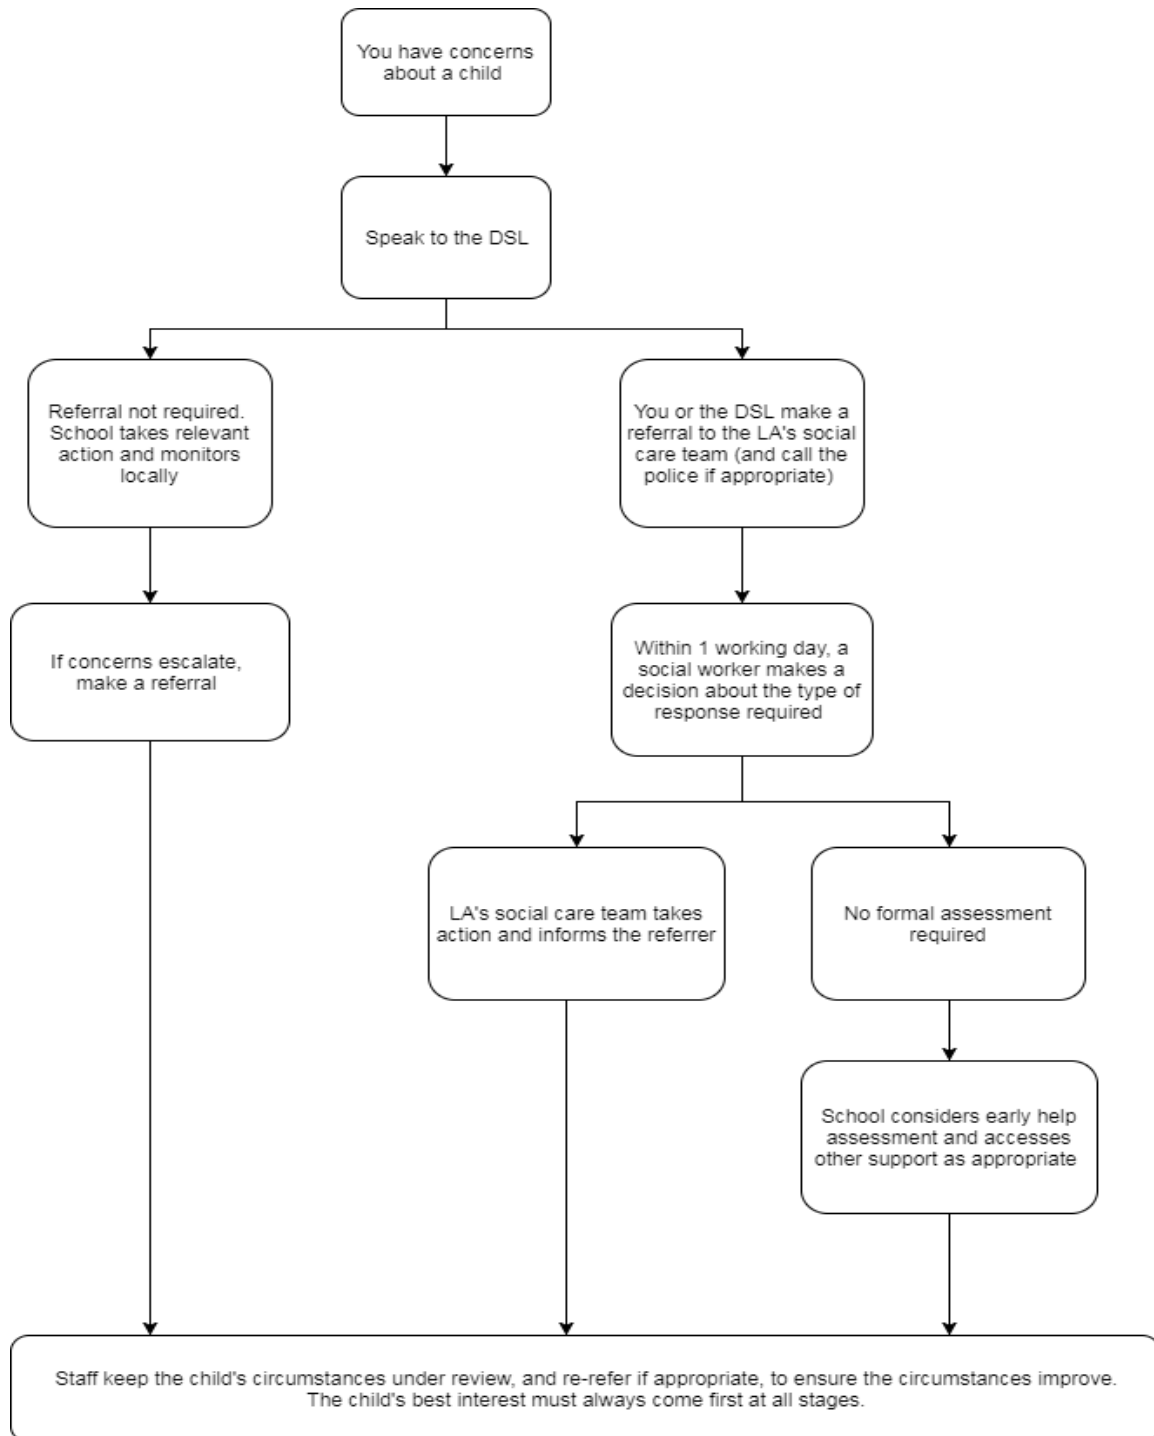 You have concerns
about a child
Speak to the DSL
Referral not required.
School takes relevant
action and monitors
locally
You or the DSL make a
referral to the LA's social
care team (and call the
police if appropriate)
If concerns escalate,
make a referral
Within 1 working day, a
social worker makes a
decision about the type of
response required
LA's social care team takes
action and informs the referrer
No formal assessment
required
School considers early help
assessment and accesses
other support as appropriate
Staff keep the child's circumstances under review, and re-refer if appropriate, to ensure the circumstances improve.
The child's best interest must always come first at all stages.